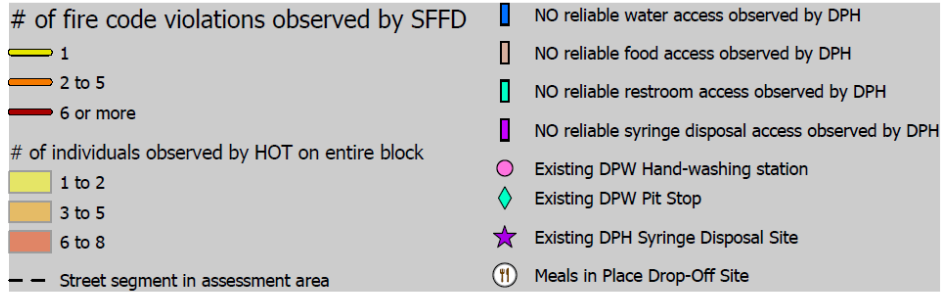 # of fire code violations observed by SFFD
1
2 to 5
6 or more
# of individuals observed by HOT on entire block
1 to 2
3 to 5
6 to 8
Street segment in assessment area
NO reliable water access observed by DPH
NO reliable food access observed by DPH
NO reliable restroom access observed by DPH
NO reliable syringe disposal access observed by DPH
Existing DPW Hand-washing station
Existing DPW Pit Stop
Existing DPH Syringe Disposal Site
Meals in Place Drop-Off Site